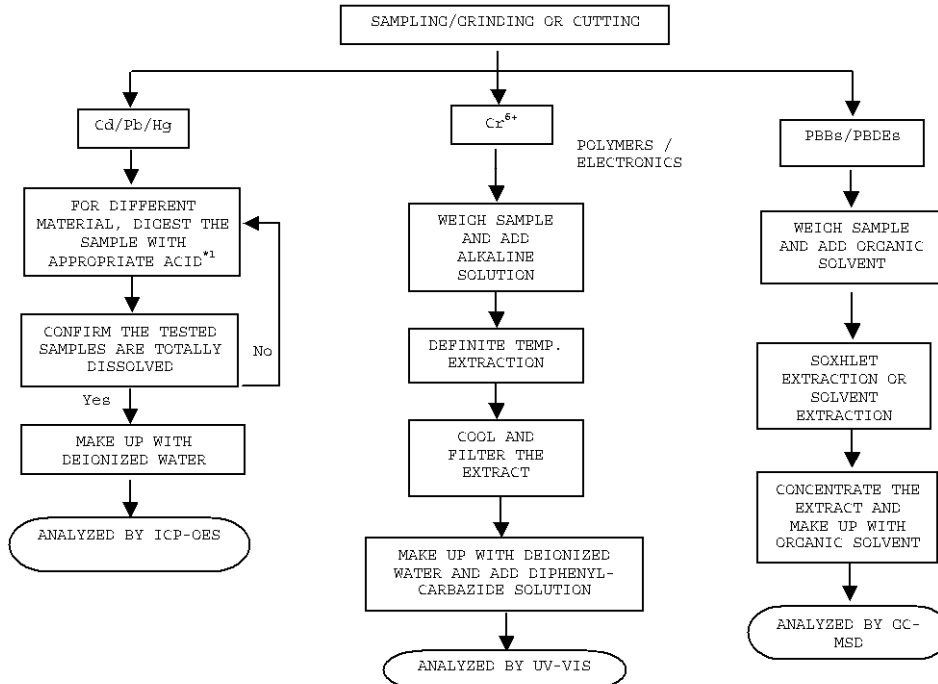 SAMPLING/GRINDING OR CUTTING
Cd/Pb/Hg
FOR DIFFERENT
MATERIAL, DIGEST THE
SAMPLE WITH
APPROPRIATE ACID*1
CONFIRM THE TESTED
SAMPLES ARE TOTALLY
DISSOLVED
No
Yes
MAKE UP WITH
DEIONIZED WATER
ANALYZED BY ICP-OES
Cr6+
POLYMERS /
ELECTRONICS
WEIGH SAMPLE
AND ADD
ALKALINE
SOLUTION
DEFINITE TEMP.
EXTRACTION
COOL AND
FILTER THE
EXTRACT
MAKE UP WITH DEIONIZED
WATER AND ADD DIPHENYL-
CARBAZIDE SOLUTION
ANALYZED BY UV-VIS
PBBs/PBDEs
WEIGH SAMPLE
AND ADD ORGANIC
SOLVENT
SOXHLET
EXTRACTION OR
SOLVENT
EXTRACTION
CONCENTRATE THE
EXTRACT AND
MAKE UP WITH
ORGANIC SOLVENT
ANALYZED BY GC-
MSD